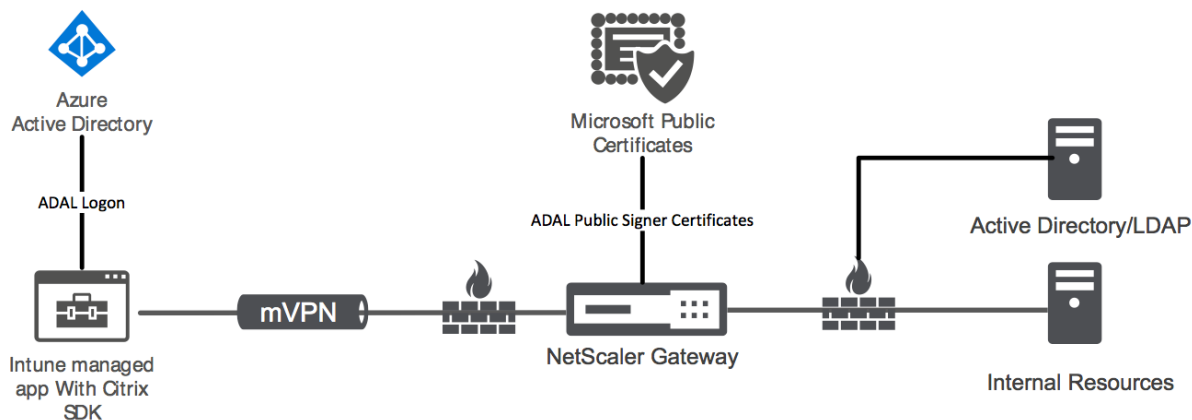 Azure
Active Directory
ADAL Logon
Intune managed
app With Citrix
SDK
mVPN
Microsoft Public
Certificates
ADAL Public Signer Certificates
NetScaler Gateway
Active Directory/LDAP
Internal Resources